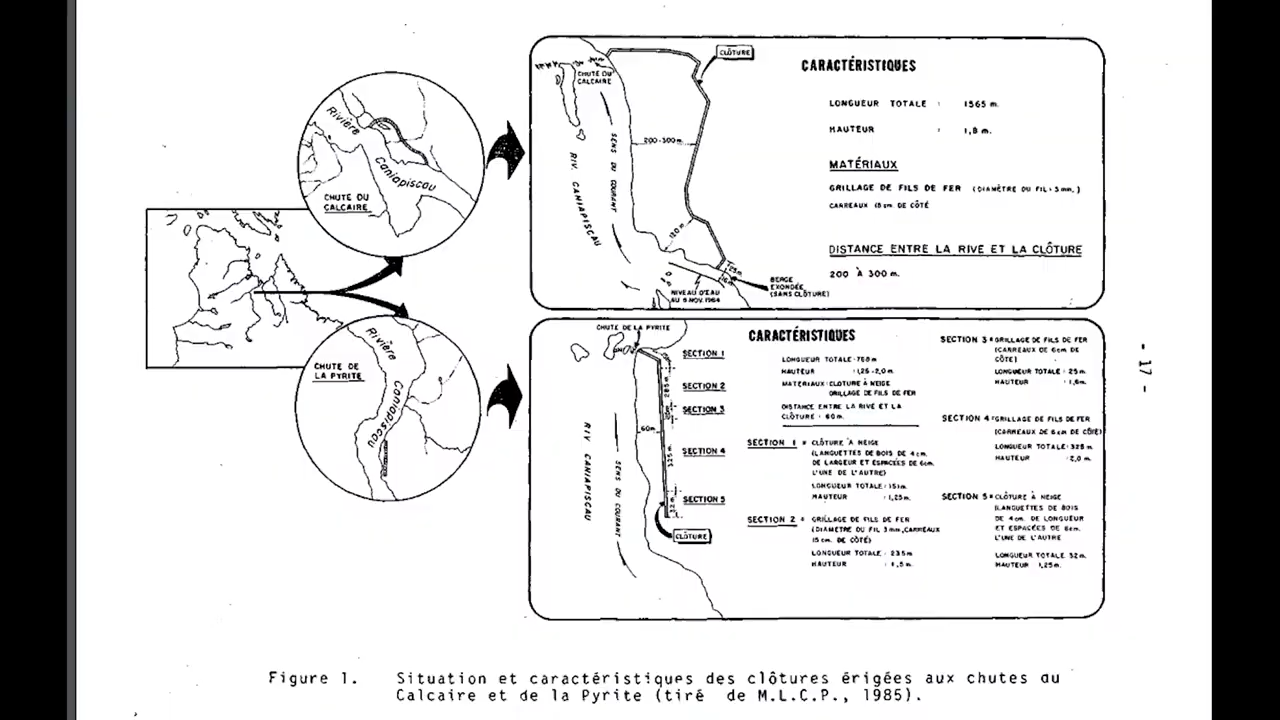 Rivière
Caniapiscau
CHUTE DU
CALCAIRE
Rivière
CHUTE DE
LA PYRITE
Caniapiscau
CLÔTURE
CHUTE DU
CALCAIRE
200-300m
SENS DU COURANT
RIV. CANIAPISCAU
120m
NIVEAU D'EAU
AU 5 NOV. 1984
BERGE
EXONDÉE
(SANS CLÔTURE)
CARACTÉRISTIQUES
LONGUEUR TOTALE : 1565 m.
HAUTEUR : 1,8 m.
MATÉRIAUX
GRILLAGE DE FILS DE FER (DIAMÈTRE DU FIL: 3 mm.)
CARREAUX 15 cm. DE CÔTÉ
DISTANCE ENTRE LA RIVE ET LA CLÔTURE
200 À 300 m.
CHUTE DE LA PYRITE
SECTION 1
SECTION 2
SECTION 3
SECTION 4
SECTION 5
60m
325m
RIV. CANIAPISCAU
SENS DU COURANT
CLÔTURE
CARACTÉRISTIQUES
LONGUEUR TOTALE: 768 m
HAUTEUR : 1,25-2,0 m
MATÉRIAUX: CLÔTURE À NEIGE
GRILLAGE DE FILS DE FER
DISTANCE ENTRE LA RIVE ET LA
CLÔTURE : 60 m.
SECTION 1 : CLÔTURE À NEIGE
(LANGUETTES DE BOIS DE 4 cm.
DE LARGEUR ET ESPACÉES DE 6 cm.
L'UNE DE L'AUTRE)
LONGUEUR TOTALE: 151 m.
HAUTEUR : 1,25 m.
SECTION 2 : GRILLAGE DE FILS DE FER
(DIAMÈTRE DU FIL 3 mm, CARREAUX
15 cm. DE CÔTÉ)
LONGUEUR TOTALE : 235 m
HAUTEUR : 1,5 m.
SECTION 3 : GRILLAGE DE FILS DE FER
(CARREAUX DE 6 cm. DE
CÔTÉ)
LONGUEUR TOTALE : 25 m
HAUTEUR : 1,6 m.
SECTION 4 : GRILLAGE DE FILS DE FER
(CARREAUX DE 6 cm DE CÔTÉ)
LONGUEUR TOTALE: 325 m
HAUTEUR : 2,0 m.
SECTION 5 : CLÔTURE À NEIGE
(LANGUETTES DE BOIS
DE 4 cm. DE LONGUEUR
ET ESPACÉES DE 6 cm.
L'UNE DE L'AUTRE
LONGUEUR TOTALE 32 m.
HAUTEUR 1,25 m.
- 17 -
Figure 1. Situation et caractéristiques des clôtures érigées aux chutes au
Calcaire et de la Pyrite (tiré de M.L.C.P., 1985).